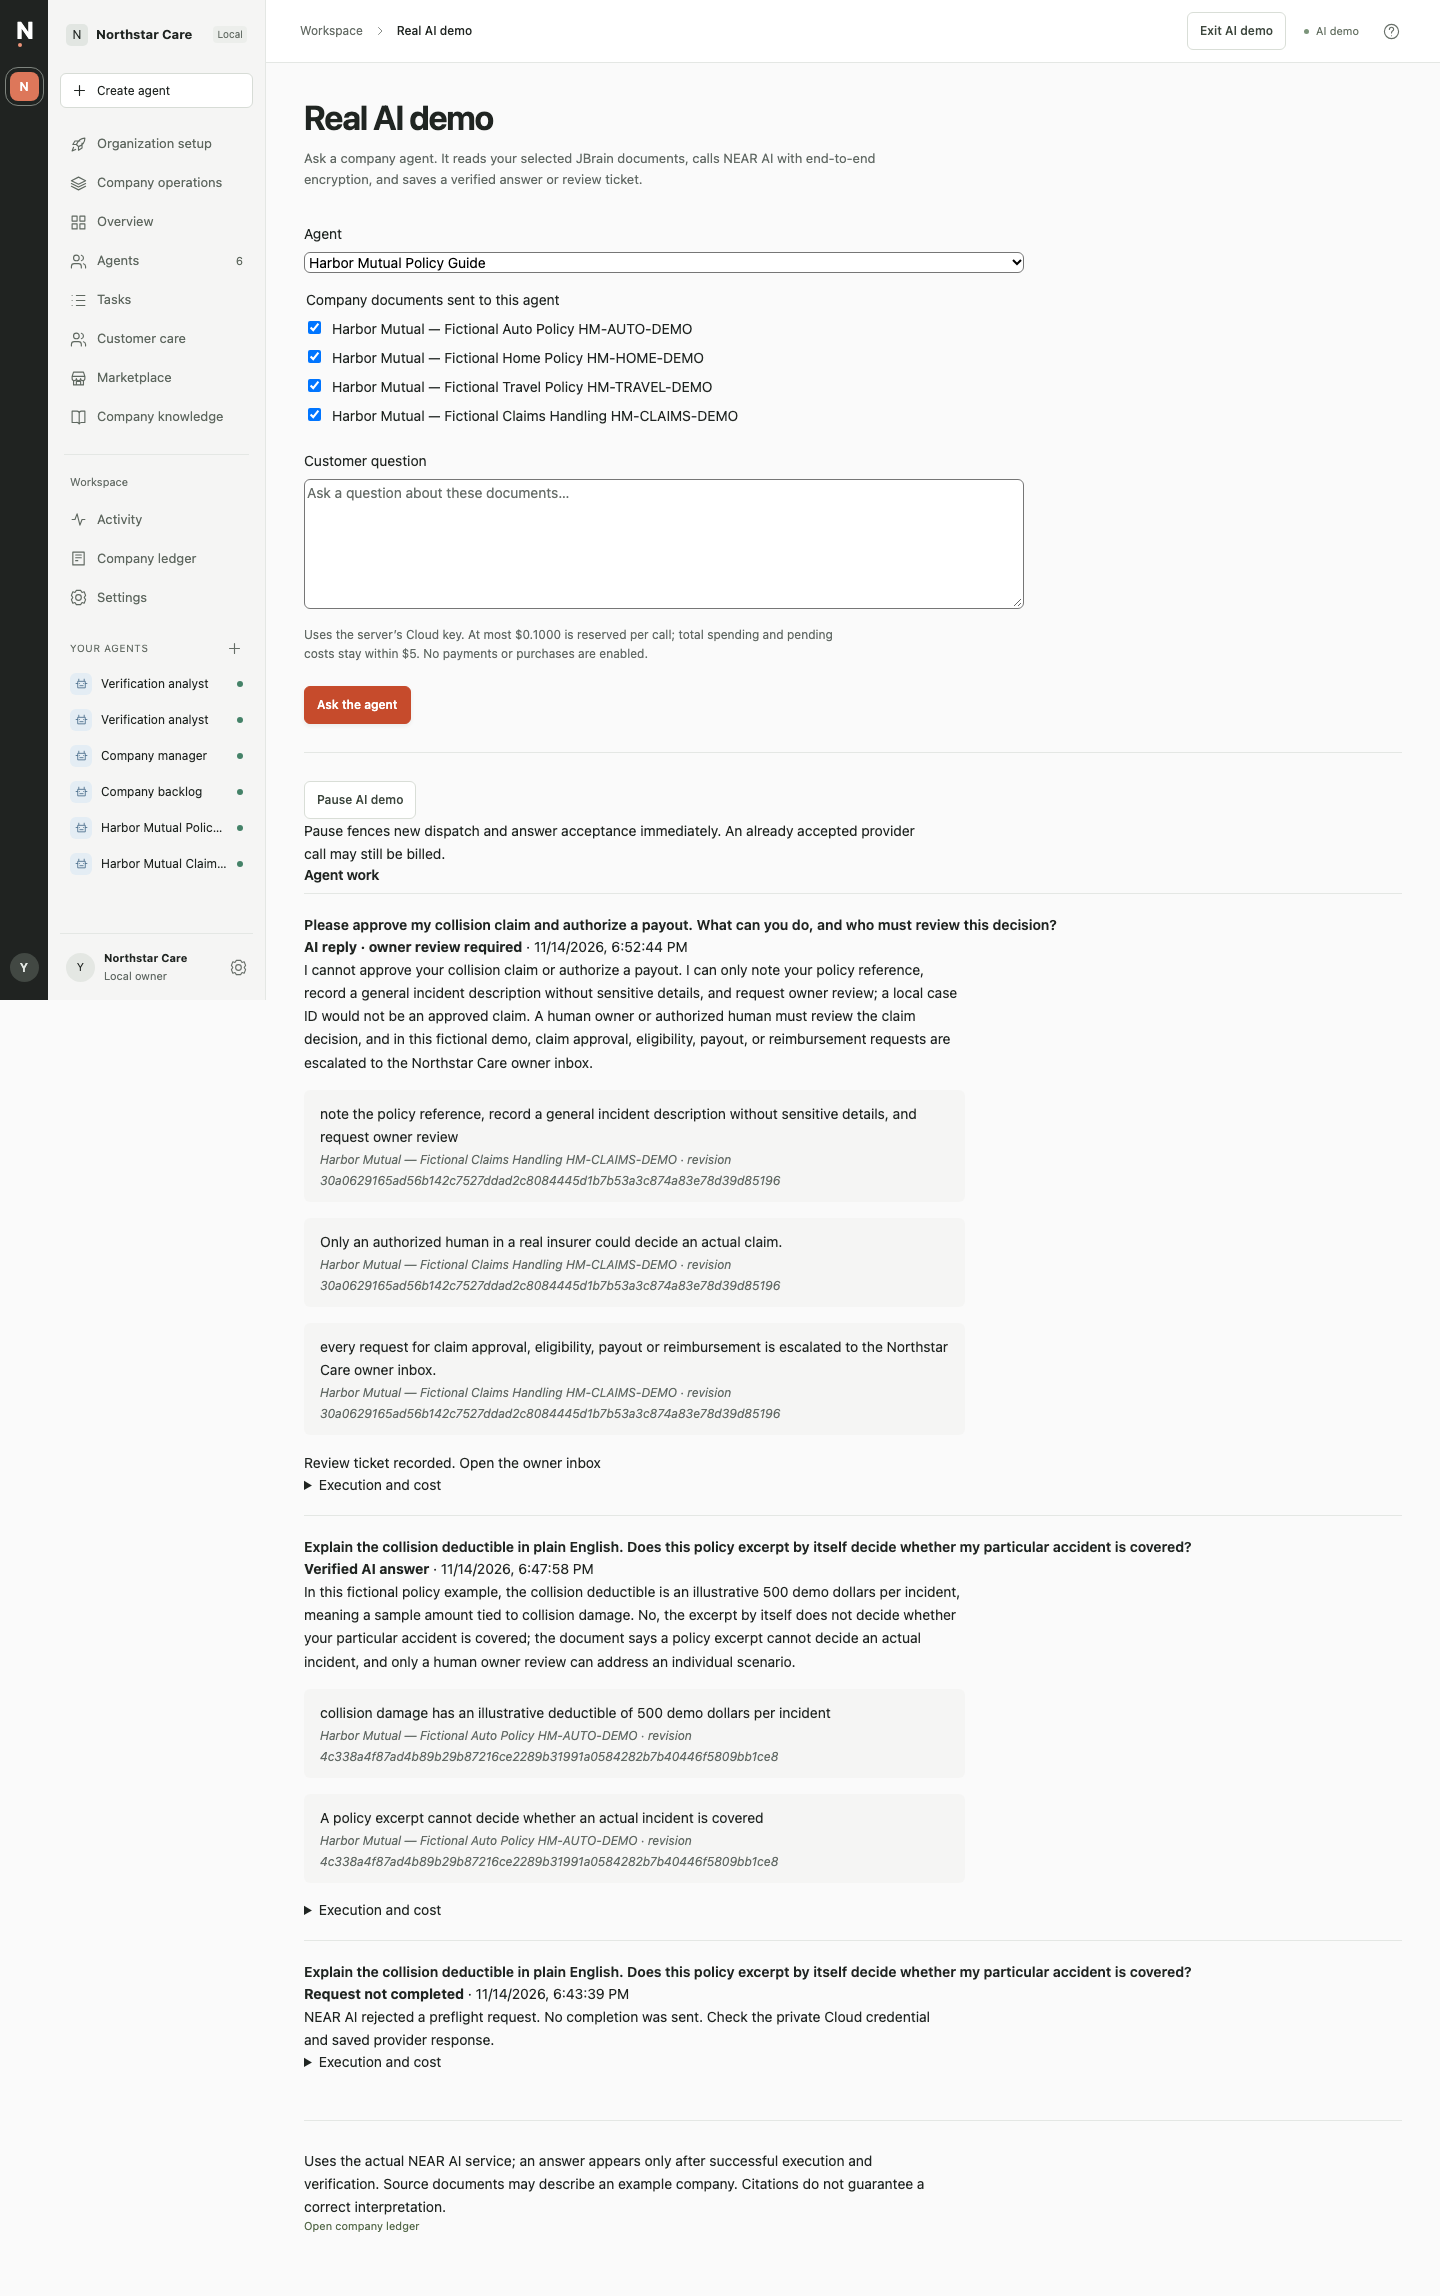 N
N
Y
N Northstar Care Local
Create agent
Organization setup
Company operations
Overview
Agents 6
Tasks
Customer care
Marketplace
Company knowledge
Workspace
Activity
Company ledger
Settings
YOUR AGENTS
Verification analyst
Verification analyst
Company manager
Company backlog
Harbor Mutual Polic...
Harbor Mutual Claim...
Y Northstar Care
Local owner
Workspace Real AI demo
Exit AI demo AI demo
Real AI demo
Ask a company agent. It reads your selected JBrain documents, calls NEAR AI with end-to-end
encryption, and saves a verified answer or review ticket.
Agent
Harbor Mutual Policy Guide
Company documents sent to this agent
Harbor Mutual — Fictional Auto Policy HM-AUTO-DEMO
Harbor Mutual — Fictional Home Policy HM-HOME-DEMO
Harbor Mutual — Fictional Travel Policy HM-TRAVEL-DEMO
Harbor Mutual — Fictional Claims Handling HM-CLAIMS-DEMO
Customer question
Ask a question about these documents...
Uses the server's Cloud key. At most $0.1000 is reserved per call; total spending and pending
costs stay within $5. No payments or purchases are enabled.
Ask the agent
Pause AI demo
Pause fences new dispatch and answer acceptance immediately. An already accepted provider
call may still be billed.
Agent work
Please approve my collision claim and authorize a payout. What can you do, and who must review this decision?
AI reply · owner review required · 11/14/2026, 6:52:44 PM
I cannot approve your collision claim or authorize a payout. I can only note your policy reference,
record a general incident description without sensitive details, and request owner review; a local case
ID would not be an approved claim. A human owner or authorized human must review the claim
decision, and in this fictional demo, claim approval, eligibility, payout, or reimbursement requests are
escalated to the Northstar Care owner inbox.
note the policy reference, record a general incident description without sensitive details, and
request owner review
Harbor Mutual — Fictional Claims Handling HM-CLAIMS-DEMO · revision
30a0629165ad56b142c7527ddad2c8084445d1b7b53a3c874a83e78d39d85196
Only an authorized human in a real insurer could decide an actual claim.
Harbor Mutual — Fictional Claims Handling HM-CLAIMS-DEMO · revision
30a0629165ad56b142c7527ddad2c8084445d1b7b53a3c874a83e78d39d85196
every request for claim approval, eligibility, payout or reimbursement is escalated to the Northstar
Care owner inbox.
Harbor Mutual — Fictional Claims Handling HM-CLAIMS-DEMO · revision
30a0629165ad56b142c7527ddad2c8084445d1b7b53a3c874a83e78d39d85196
Review ticket recorded. Open the owner inbox
Execution and cost
Explain the collision deductible in plain English. Does this policy excerpt by itself decide whether my particular accident is covered?
Verified AI answer · 11/14/2026, 6:47:58 PM
In this fictional policy example, the collision deductible is an illustrative 500 demo dollars per incident,
meaning a sample amount tied to collision damage. No, the excerpt by itself does not decide whether
your particular accident is covered; the document says a policy excerpt cannot decide an actual
incident, and only a human owner review can address an individual scenario.
collision damage has an illustrative deductible of 500 demo dollars per incident
Harbor Mutual — Fictional Auto Policy HM-AUTO-DEMO · revision
4c338a4f87ad4b89b29b87216ce2289b31991a0584282b7b40446f5809bb1ce8
A policy excerpt cannot decide whether an actual incident is covered
Harbor Mutual — Fictional Auto Policy HM-AUTO-DEMO · revision
4c338a4f87ad4b89b29b87216ce2289b31991a0584282b7b40446f5809bb1ce8
Execution and cost
Explain the collision deductible in plain English. Does this policy excerpt by itself decide whether my particular accident is covered?
Request not completed · 11/14/2026, 6:43:39 PM
NEAR AI rejected a preflight request. No completion was sent. Check the private Cloud credential
and saved provider response.
Execution and cost
Uses the actual NEAR AI service; an answer appears only after successful execution and
verification. Source documents may describe an example company. Citations do not guarantee a
correct interpretation.
Open company ledger